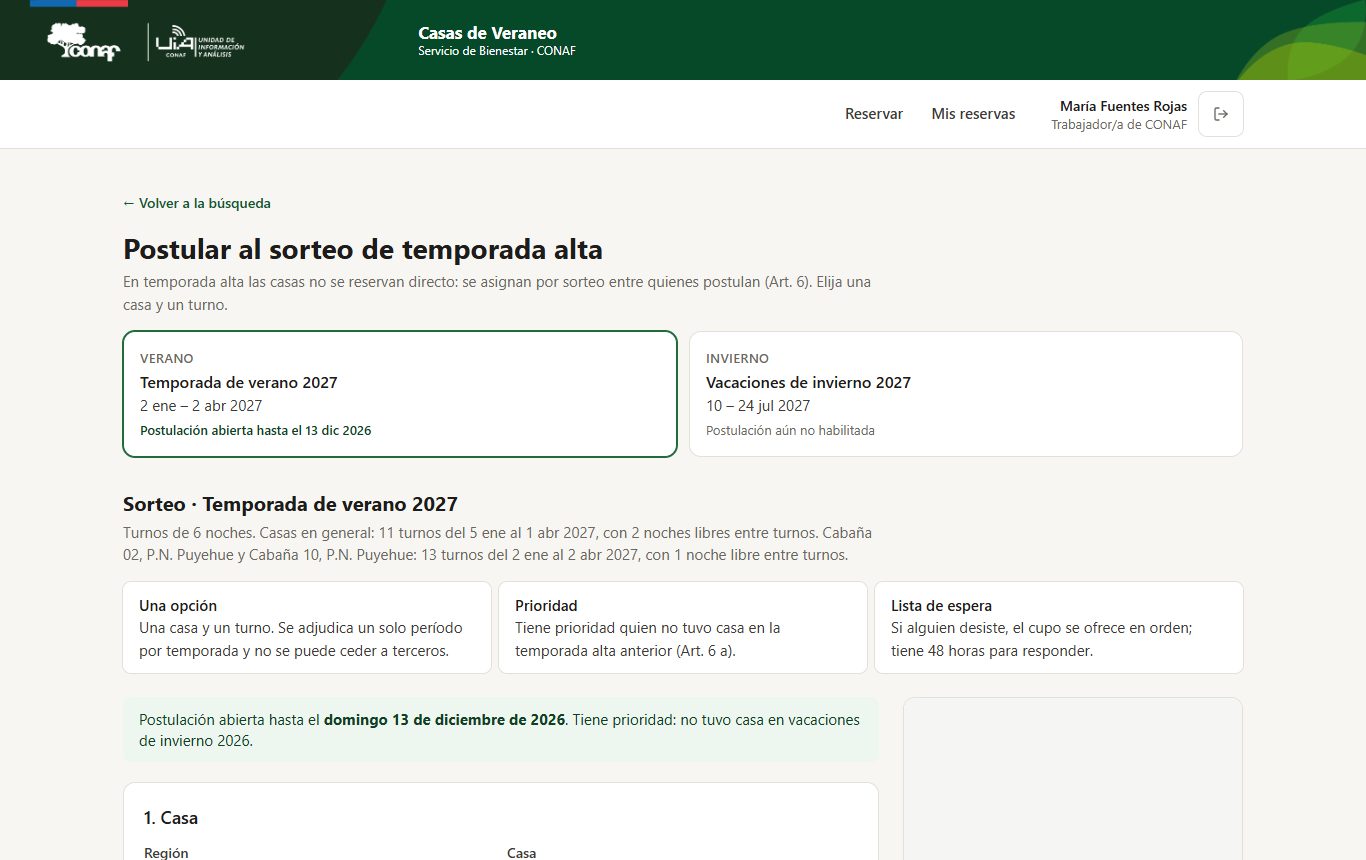 conaf
UIA
CONAF
UNIDAD DE
INFORMACIÓN
Y ANÁLISIS
Casas de Veraneo
Servicio de Bienestar · CONAF
Reservar
Mis reservas
María Fuentes Rojas
Trabajador/a de CONAF
← Volver a la búsqueda
Postular al sorteo de temporada alta
En temporada alta las casas no se reservan directo: se asignan por sorteo entre quienes postulan (Art. 6). Elija una
casa y un turno.
VERANO
Temporada de verano 2027
2 ene – 2 abr 2027
Postulación abierta hasta el 13 dic 2026
INVIERNO
Vacaciones de invierno 2027
10 – 24 jul 2027
Postulación aún no habilitada
Sorteo · Temporada de verano 2027
Turnos de 6 noches. Casas en general: 11 turnos del 5 ene al 1 abr 2027, con 2 noches libres entre turnos. Cabaña
02, P.N. Puyehue y Cabaña 10, P.N. Puyehue: 13 turnos del 2 ene al 2 abr 2027, con 1 noche libre entre turnos.
Una opción
Una casa y un turno. Se adjudica un solo período
por temporada y no se puede ceder a terceros.
Prioridad
Tiene prioridad quien no tuvo casa en la
temporada alta anterior (Art. 6 a).
Lista de espera
Si alguien desiste, el cupo se ofrece en orden;
tiene 48 horas para responder.
Postulación abierta hasta el domingo 13 de diciembre de 2026. Tiene prioridad: no tuvo casa en vacaciones
de invierno 2026.
1. Casa
Región
Casa